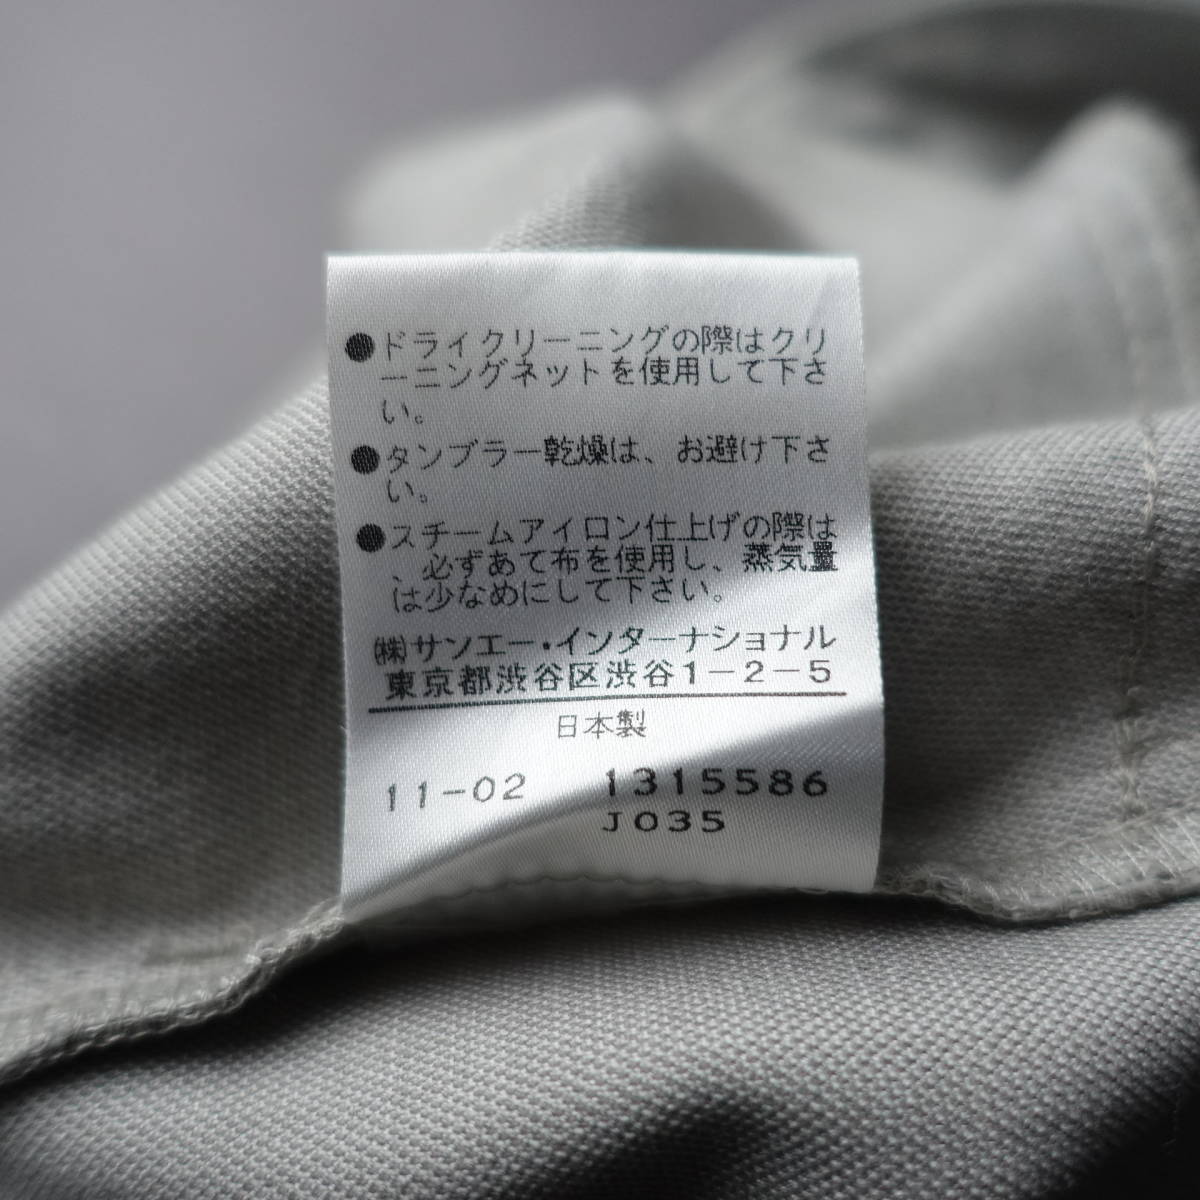 ●ドライクリーニングの際はクリ
ーニングネットを使用して下さ
い。
●タンブラー乾燥は、お避け下さ
い。
●スチームアイロン仕上げの際は
、必ずあて布を使用し、蒸気量
は少なめにして下さい。
㈱サンエー・インターナショナル
東京都渋谷区渋谷1-2-5
日本製
11-02 1315586
J035